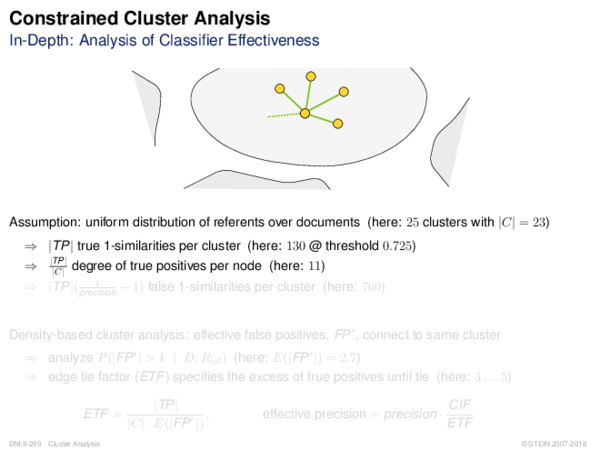 Constrained Cluster Analysis
In-Depth: Analysis of Classifier Effectiveness
Assumption: uniform distribution of referents over documents (here: 25 clusters with |C| = 23)
⇒ |TP| true 1-similarities per cluster (here: 130 @ threshold 0.725)
⇒ |TP|/|C| degree of true positives per node (here: 11)
⇒ |TP|(1/precision − 1) false 1-similarities per cluster (here: 760)
Density-based cluster analysis: effective false positives, FP*, connect to same cluster
⇒ analyze P(|FP*| > k | D, R_iid) (here: E(|FP*|) = 2.7)
⇒ edge tie factor (ETF) specifies the excess of true positives until tie (here: 3…5)
ETF = |TP| / (|C| · E(|FP*|)), effective precision = precision · CIF/ETF
DM:II-299 Cluster Analysis © STEIN 2007-2018